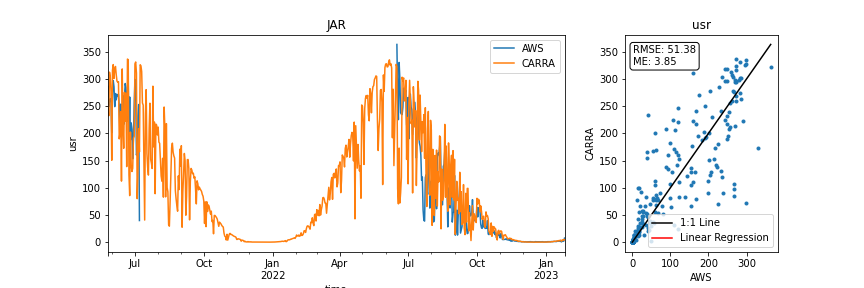 JAR
usr
350
300
250
200
150
100
50
0
usr
AWS
CARRA
Jul
Oct
Jan
2022
Apr
Jul
Oct
Jan
2023
time
usr
350
300
250
200
150
100
50
0
CARRA
RMSE: 51.38
ME: 3.85
1:1 Line
Linear Regression
0
100
200
300
AWS